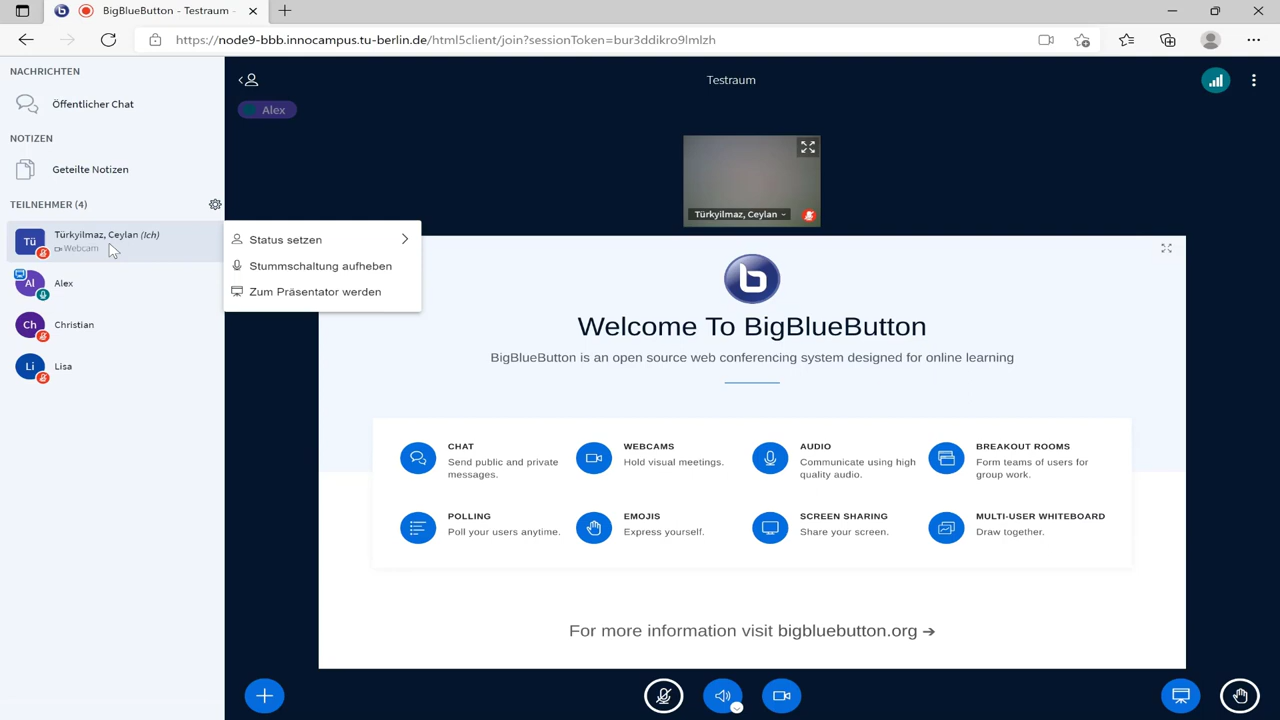 BigBlueButton - Testraum -
https://node9-bbb.innocampus.tu-berlin.de/html5client/join?sessionToken=bur3ddikro9lmlzh
NACHRICHTEN
Öffentlicher Chat
NOTIZEN
Geteilte Notizen
TEILNEHMER (4)
Tü
Türkyilmaz, Ceylan (Ich)
Webcam
Al
Alex
Ch
Christian
Li
Lisa
Status setzen
Stummschaltung aufheben
Zum Präsentator werden
Testraum
Alex
Türkyilmaz, Ceylan
b
Welcome To BigBlueButton
BigBlueButton is an open source web conferencing system designed for online learning
CHAT
Send public and private
messages.
WEBCAMS
Hold visual meetings.
AUDIO
Communicate using high
quality audio.
BREAKOUT ROOMS
Form teams of users for
group work.
POLLING
Poll your users anytime.
EMOJIS
Express yourself.
SCREEN SHARING
Share your screen.
MULTI-USER WHITEBOARD
Draw together.
For more information visit bigbluebutton.org →